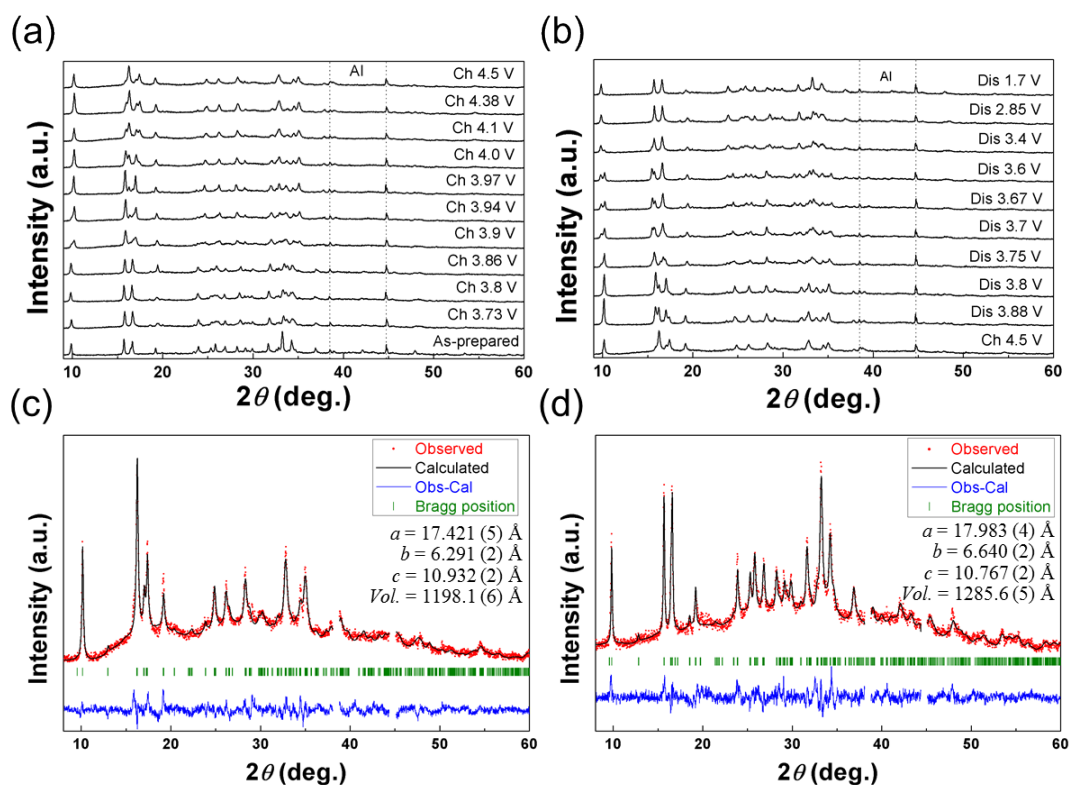 (a)
Al
Ch 4.5 V
Ch 4.38 V
Ch 4.1 V
Ch 4.0 V
Ch 3.97 V
Ch 3.94 V
Ch 3.9 V
Ch 3.86 V
Ch 3.8 V
Ch 3.73 V
As-prepared
Intensity (a.u.)
10 20 30 40 50 60
2θ (deg.)
(b)
Al
Dis 1.7 V
Dis 2.85 V
Dis 3.4 V
Dis 3.6 V
Dis 3.67 V
Dis 3.7 V
Dis 3.75 V
Dis 3.8 V
Dis 3.88 V
Ch 4.5 V
Intensity (a.u.)
10 20 30 40 50 60
2θ (deg.)
(c)
Observed
Calculated
Obs-Cal
Bragg position
a = 17.421 (5) Å
b = 6.291 (2) Å
c = 10.932 (2) Å
Vol. = 1198.1 (6) Å
Intensity (a.u.)
10 20 30 40 50 60
2θ (deg.)
(d)
Observed
Calculated
Obs-Cal
Bragg position
a = 17.983 (4) Å
b = 6.640 (2) Å
c = 10.767 (2) Å
Vol. = 1285.6 (5) Å
Intensity (a.u.)
10 20 30 40 50 60
2θ (deg.)